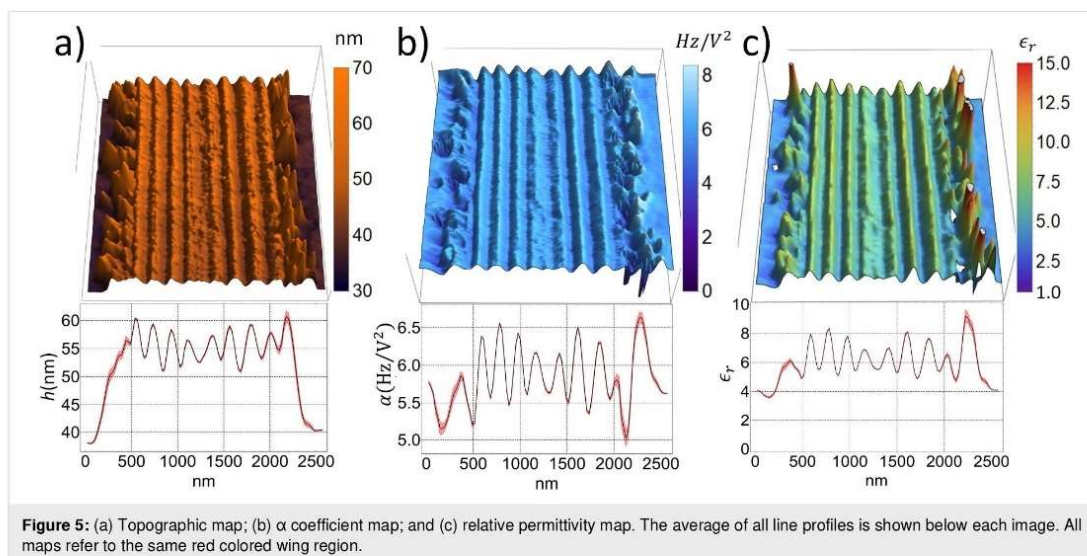 a)
nm
70
60
50
40
30
b)
Hz/V²
8
6
4
2
0
c)
ϵr
15.0
12.5
10.0
7.5
5.0
2.5
1.0
h(nm)
60
55
50
40
0 500 1000 1500 2000 2500
nm
α(Hz/V²)
6.5
6.0
5.5
5.0
0 500 1000 1500 2000 2500
nm
ϵr
10
8
6
4
2
0
0 500 1000 1500 2000 2500
nm
Figure 5: (a) Topographic map; (b) α coefficient map; and (c) relative permittivity map. The average of all line profiles is shown below each image. All
maps refer to the same red colored wing region.